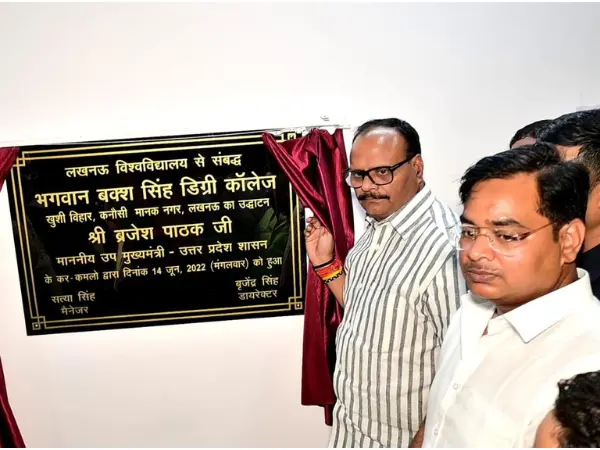 लखनऊ विश्वविद्यालय से संबद्ध
भगवान बक्श सिंह डिग्री कॉलेज
खुशी विहार, कनौसी मानक नगर, लखनऊ का उद्घाटन
श्री ब्रजेश पाठक जी
माननीय उप मुख्यमंत्री - उत्तर प्रदेश शासन
के कर-कमलो द्वारा दिनांक 14 जून, 2022 (मंगलवार) को हुआ
सत्या सिंह
मैनेजर
बृजेंद्र सिंह
डायरेक्टर